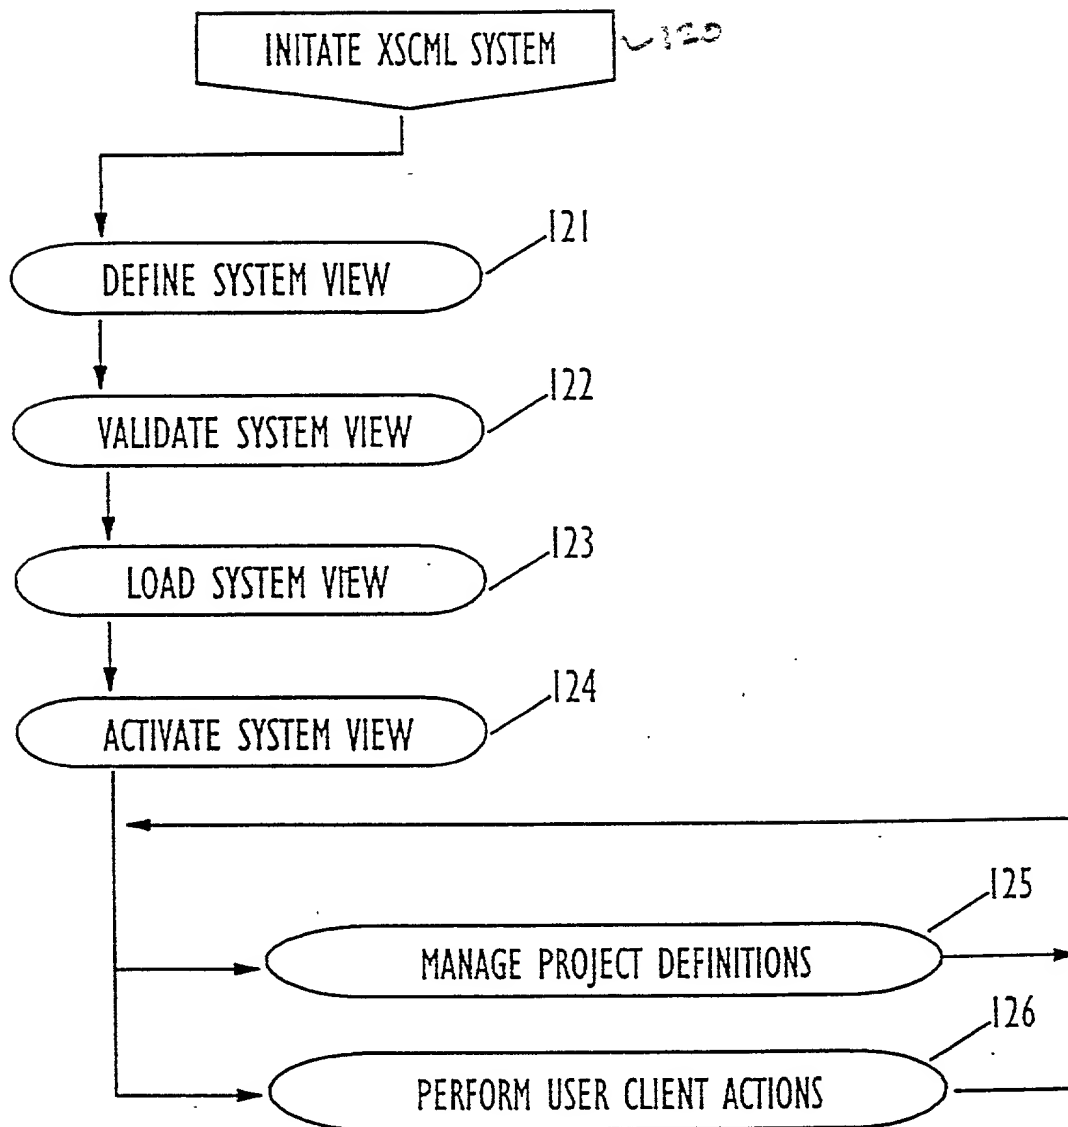 INITATE XSCML SYSTEM 120
121
DEFINE SYSTEM VIEW
122
VALIDATE SYSTEM VIEW
123
LOAD SYSTEM VIEW
124
ACTIVATE SYSTEM VIEW
125
MANAGE PROJECT DEFINITIONS
126
PERFORM USER CLIENT ACTIONS